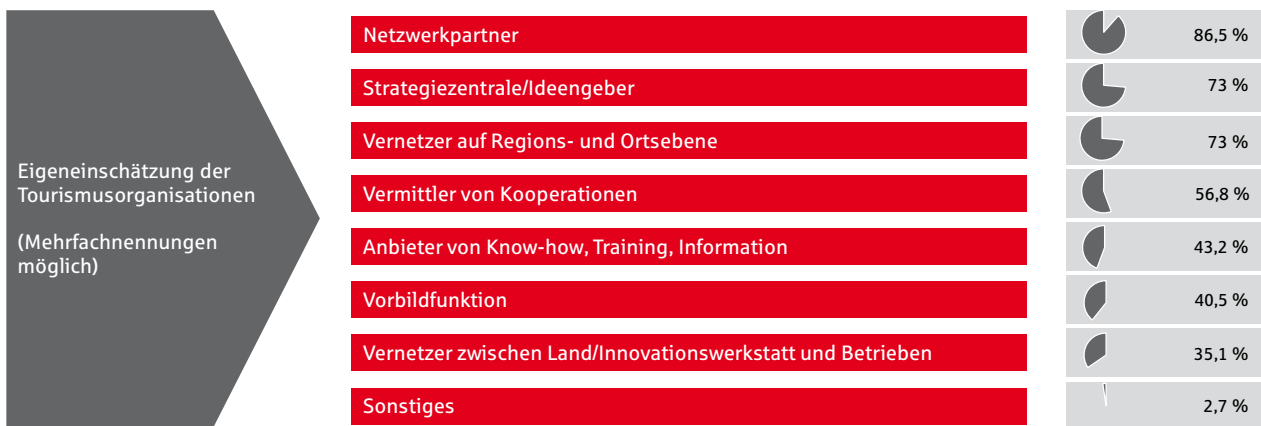 Eigeneinschätzung der
Tourismusorganisationen
(Mehrfachnennungen
möglich)
Netzwerkpartner 86,5 %
Strategiezentrale/Ideengeber 73 %
Vernetzer auf Regions- und Ortsebene 73 %
Vermittler von Kooperationen 56,8 %
Anbieter von Know-how, Training, Information 43,2 %
Vorbildfunktion 40,5 %
Vernetzer zwischen Land/Innovationswerkstatt und Betrieben 35,1 %
Sonstiges 2,7 %